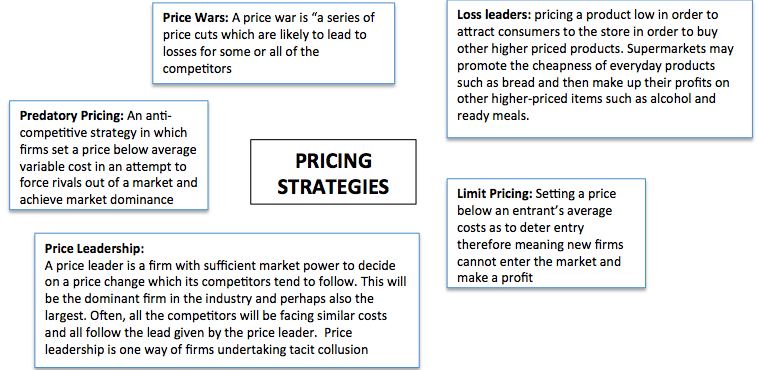 Price Wars: A price war is “a series of
price cuts which are likely to lead to
losses for some or all of the
competitors
Loss leaders: pricing a product low in order to
attract consumers to the store in order to buy
other higher priced products. Supermarkets may
promote the cheapness of everyday products
such as bread and then make up their profits on
other higher-priced items such as alcohol and
ready meals.
Predatory Pricing: An anti-
competitive strategy in which
firms set a price below average
variable cost in an attempt to
force rivals out of a market and
achieve market dominance
PRICING
STRATEGIES
Limit Pricing: Setting a price
below an entrant’s average
costs as to deter entry
therefore meaning new firms
cannot enter the market and
make a profit
Price Leadership:
A price leader is a firm with sufficient market power to decide
on a price change which its competitors tend to follow. This will
be the dominant firm in the industry and perhaps also the
largest. Often, all the competitors will be facing similar costs
and all follow the lead given by the price leader. Price
leadership is one way of firms undertaking tacit collusion